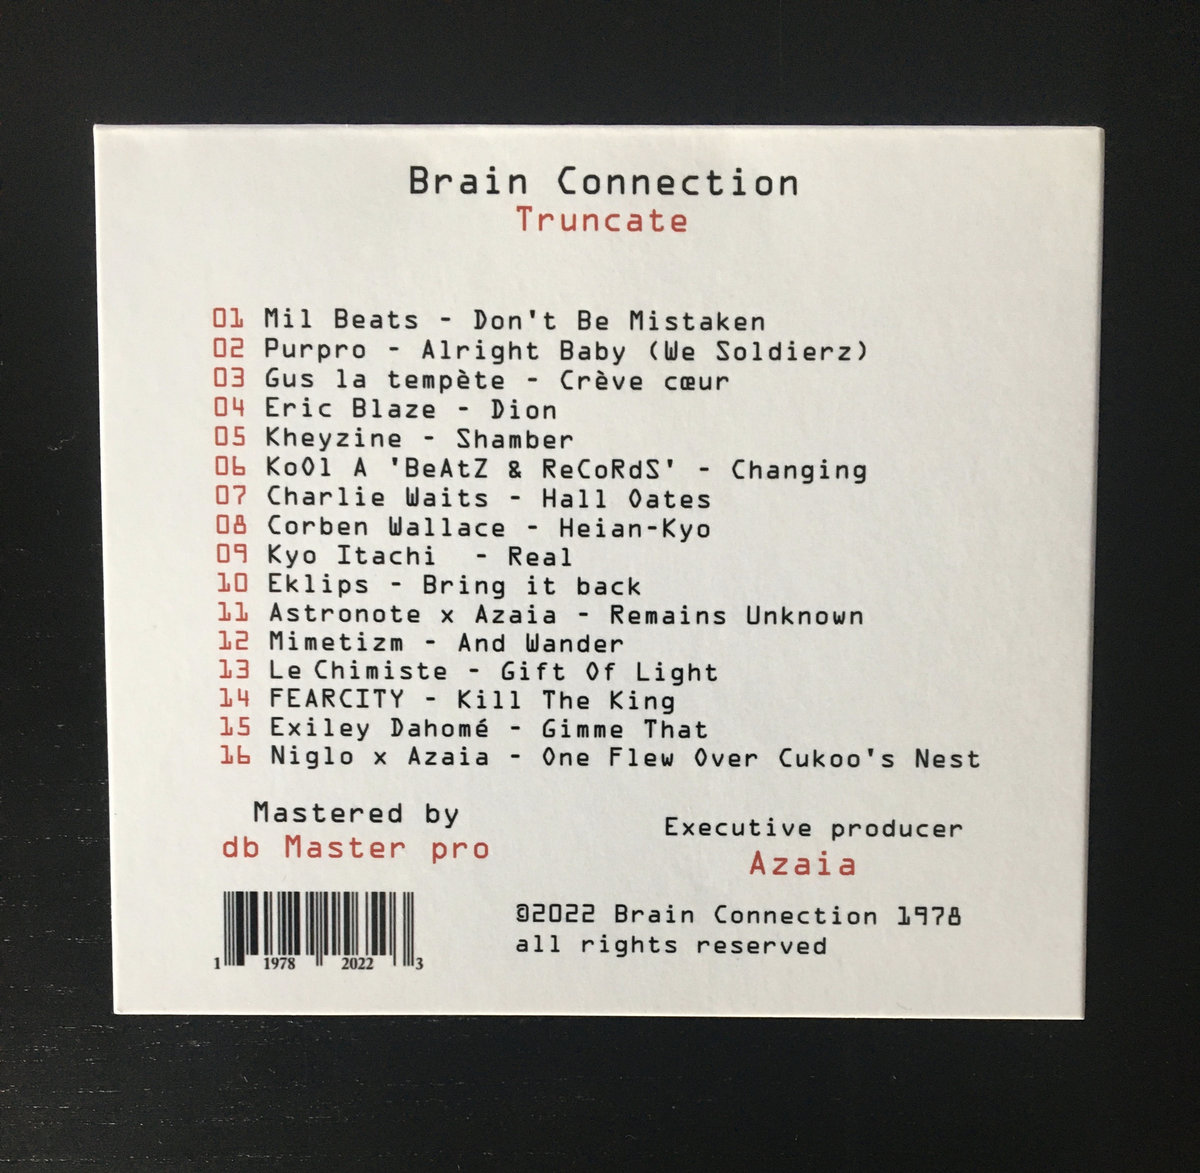 Brain Connection
Truncate
01 Mil Beats - Don't Be Mistaken
02 Purpro - Alright Baby (We Soldierz)
03 Gus la tempète - Crève cœur
04 Eric Blaze - Dion
05 Kheyzine - Shamber
06 KoOl A 'BeAtZ & ReCoRdS' - Changing
07 Charlie Waits - Hall Oates
08 Corben Wallace - Heian-Kyo
09 Kyo Itachi - Real
10 Eklips - Bring it back
11 Astronote x Azaia - Remains Unknown
12 Mimetizm - And Wander
13 Le Chimiste - Gift Of Light
14 FEARCITY - Kill The King
15 Exiley Dahomé - Gimme That
16 Niglo x Azaia - One Flew Over Cukoo's Nest
Mastered by
db Master pro
Executive producer
Azaia
©2022 Brain Connection 1978
all rights reserved
1 1978 2022 3